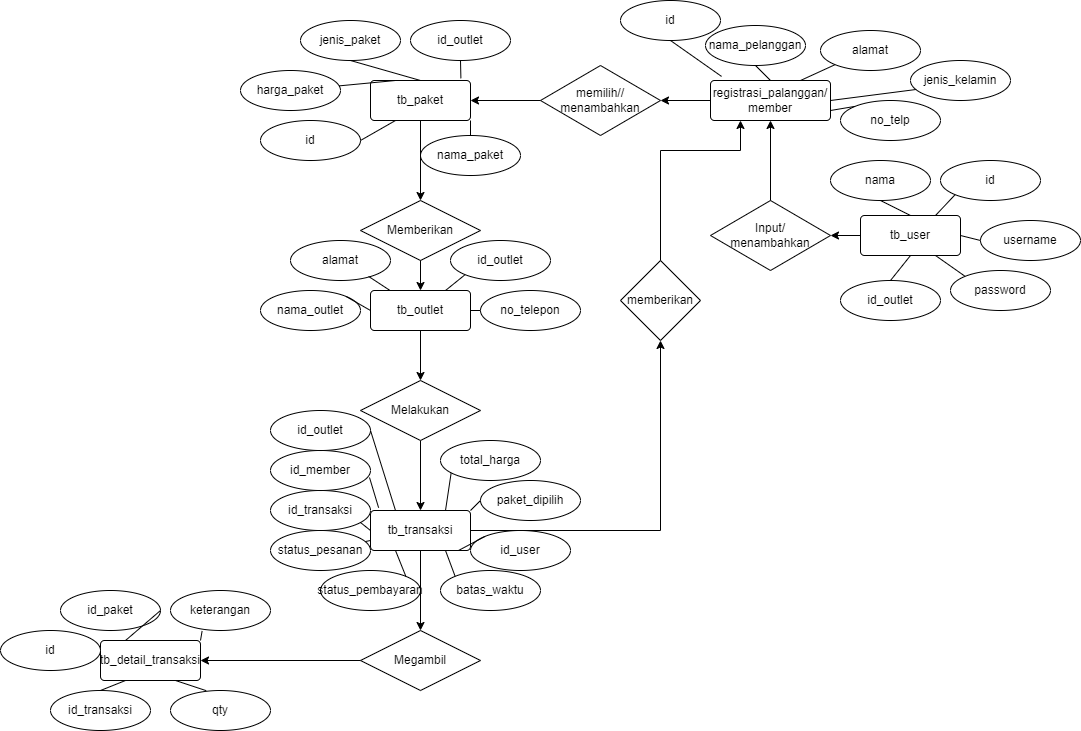 id
jenis_paket
id_outlet
nama_pelanggan
alamat
harga_paket
tb_paket
memilih//
menambahkan
registrasi_palanggan/
member
jenis_kelamin
no_telp
id
nama_paket
nama
id
Memberikan
Input/
menambahkan
tb_user
username
alamat
id_outlet
id_outlet
password
nama_outlet
tb_outlet
no_telepon
memberikan
Melakukan
id_outlet
total_harga
id_member
paket_dipilih
id_transaksi
tb_transaksi
status_pesanan
id_user
status_pembayaran
batas_waktu
id_paket
keterangan
id
tb_detail_transaksi
Megambil
id_transaksi
qty